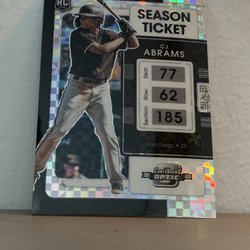 RC
SEASON
TICKET
CJ
ABRAMS
Seat
77
Row
62
Section
185
San Diego • SS
CONTENDERS
OPTIC